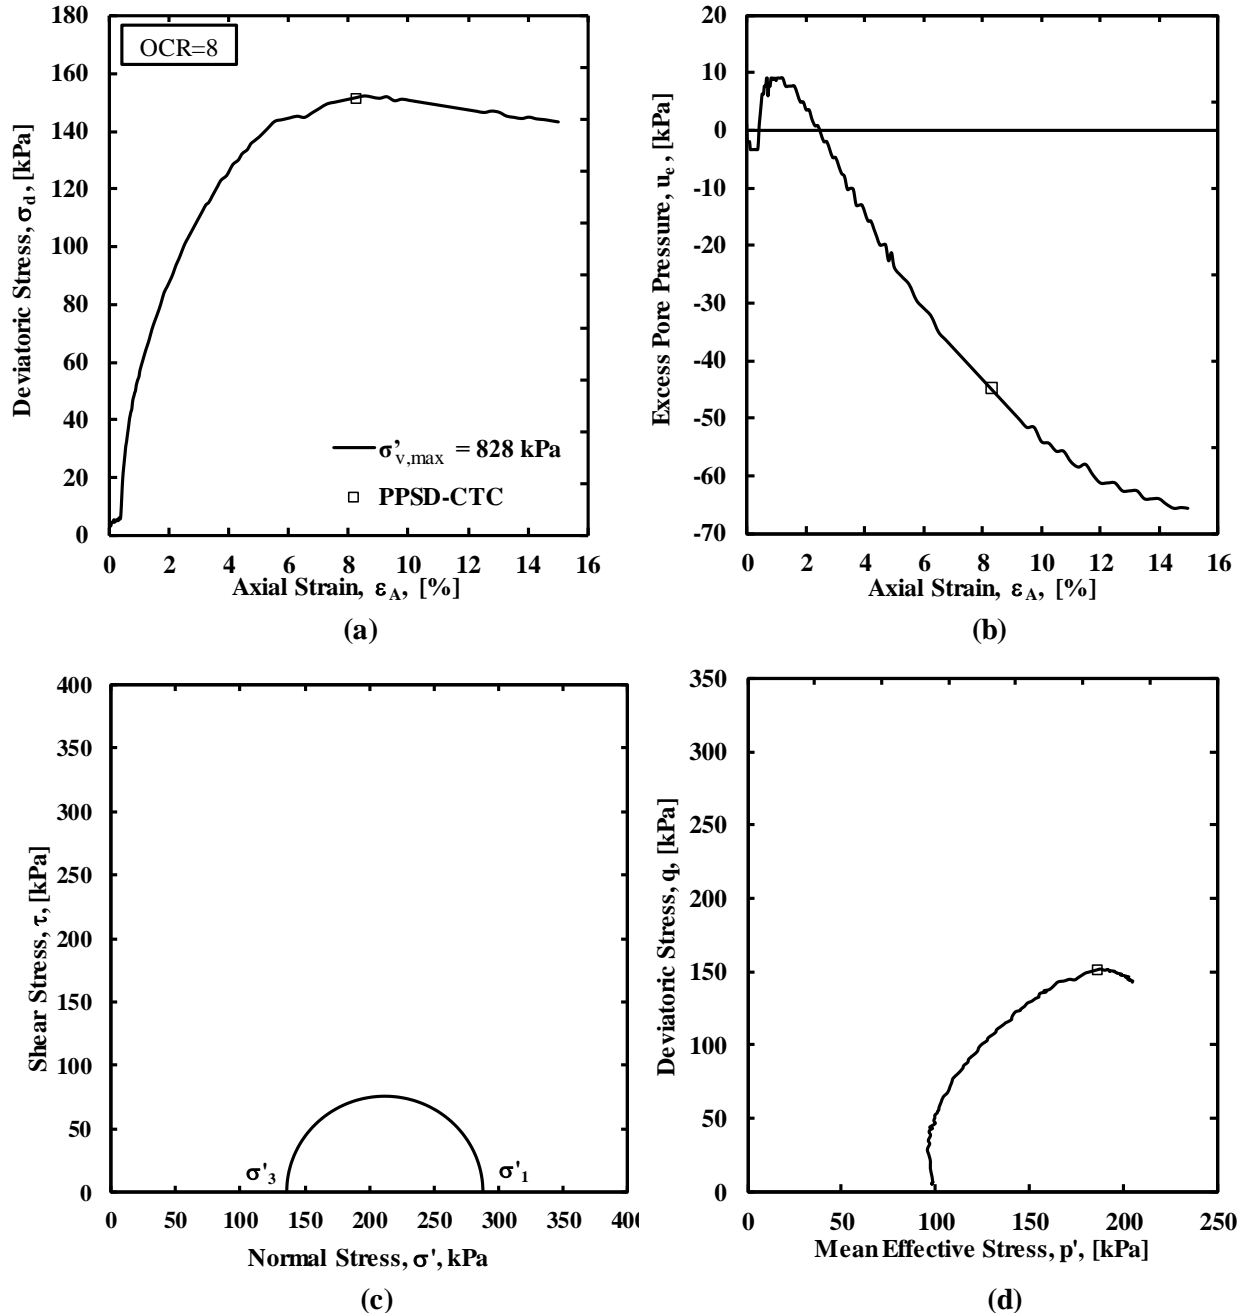 180
160
140
120
100
80
60
40
20
0
Deviatoric Stress, σd, [kPa]
OCR=8
σ'v,max = 828 kPa
PPSD-CTC
0 2 4 6 8 10 12 14 16
Axial Strain, εA, [%]
(a)
20
10
0
-10
-20
-30
-40
-50
-60
-70
Excess Pore Pressure, ue, [kPa]
0 2 4 6 8 10 12 14 16
Axial Strain, εA, [%]
(b)
400
350
300
250
200
150
100
50
0
Shear Stress, τ, [kPa]
σ'3
σ'1
0 50 100 150 200 250 300 350 400
Normal Stress, σ', kPa
(c)
350
300
250
200
150
100
50
0
Deviatoric Stress, q, [kPa]
0 50 100 150 200 250
Mean Effective Stress, p', [kPa]
(d)